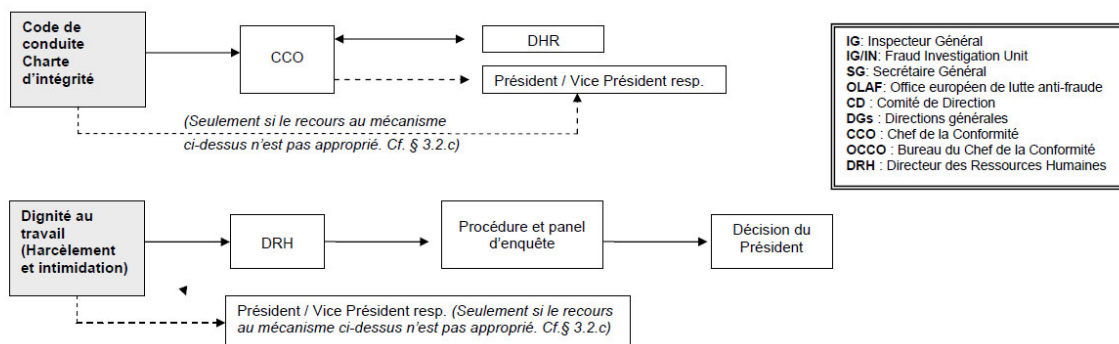 Code de
conduite
Charte
d'intégrité
CCO
DHR
Président / Vice Président resp.
(Seulement si le recours au mécanisme
ci-dessus n'est pas approprié. Cf. § 3.2.c)
IG: Inspecteur Général
IG/IN: Fraud Investigation Unit
SG: Secrétaire Général
OLAF: Office européen de lutte anti-fraude
CD : Comité de Direction
DGs : Directions générales
CCO : Chef de la Conformité
OCCO : Bureau du Chef de la Conformité
DRH : Directeur des Ressources Humaines
Dignité au
travail
(Harcèlement
et intimidation)
DRH
Procédure et panel
d'enquête
Décision du
Président
Président / Vice Président resp. (Seulement si le recours
au mécanisme ci-dessus n'est pas approprié. Cf.§ 3.2.c)